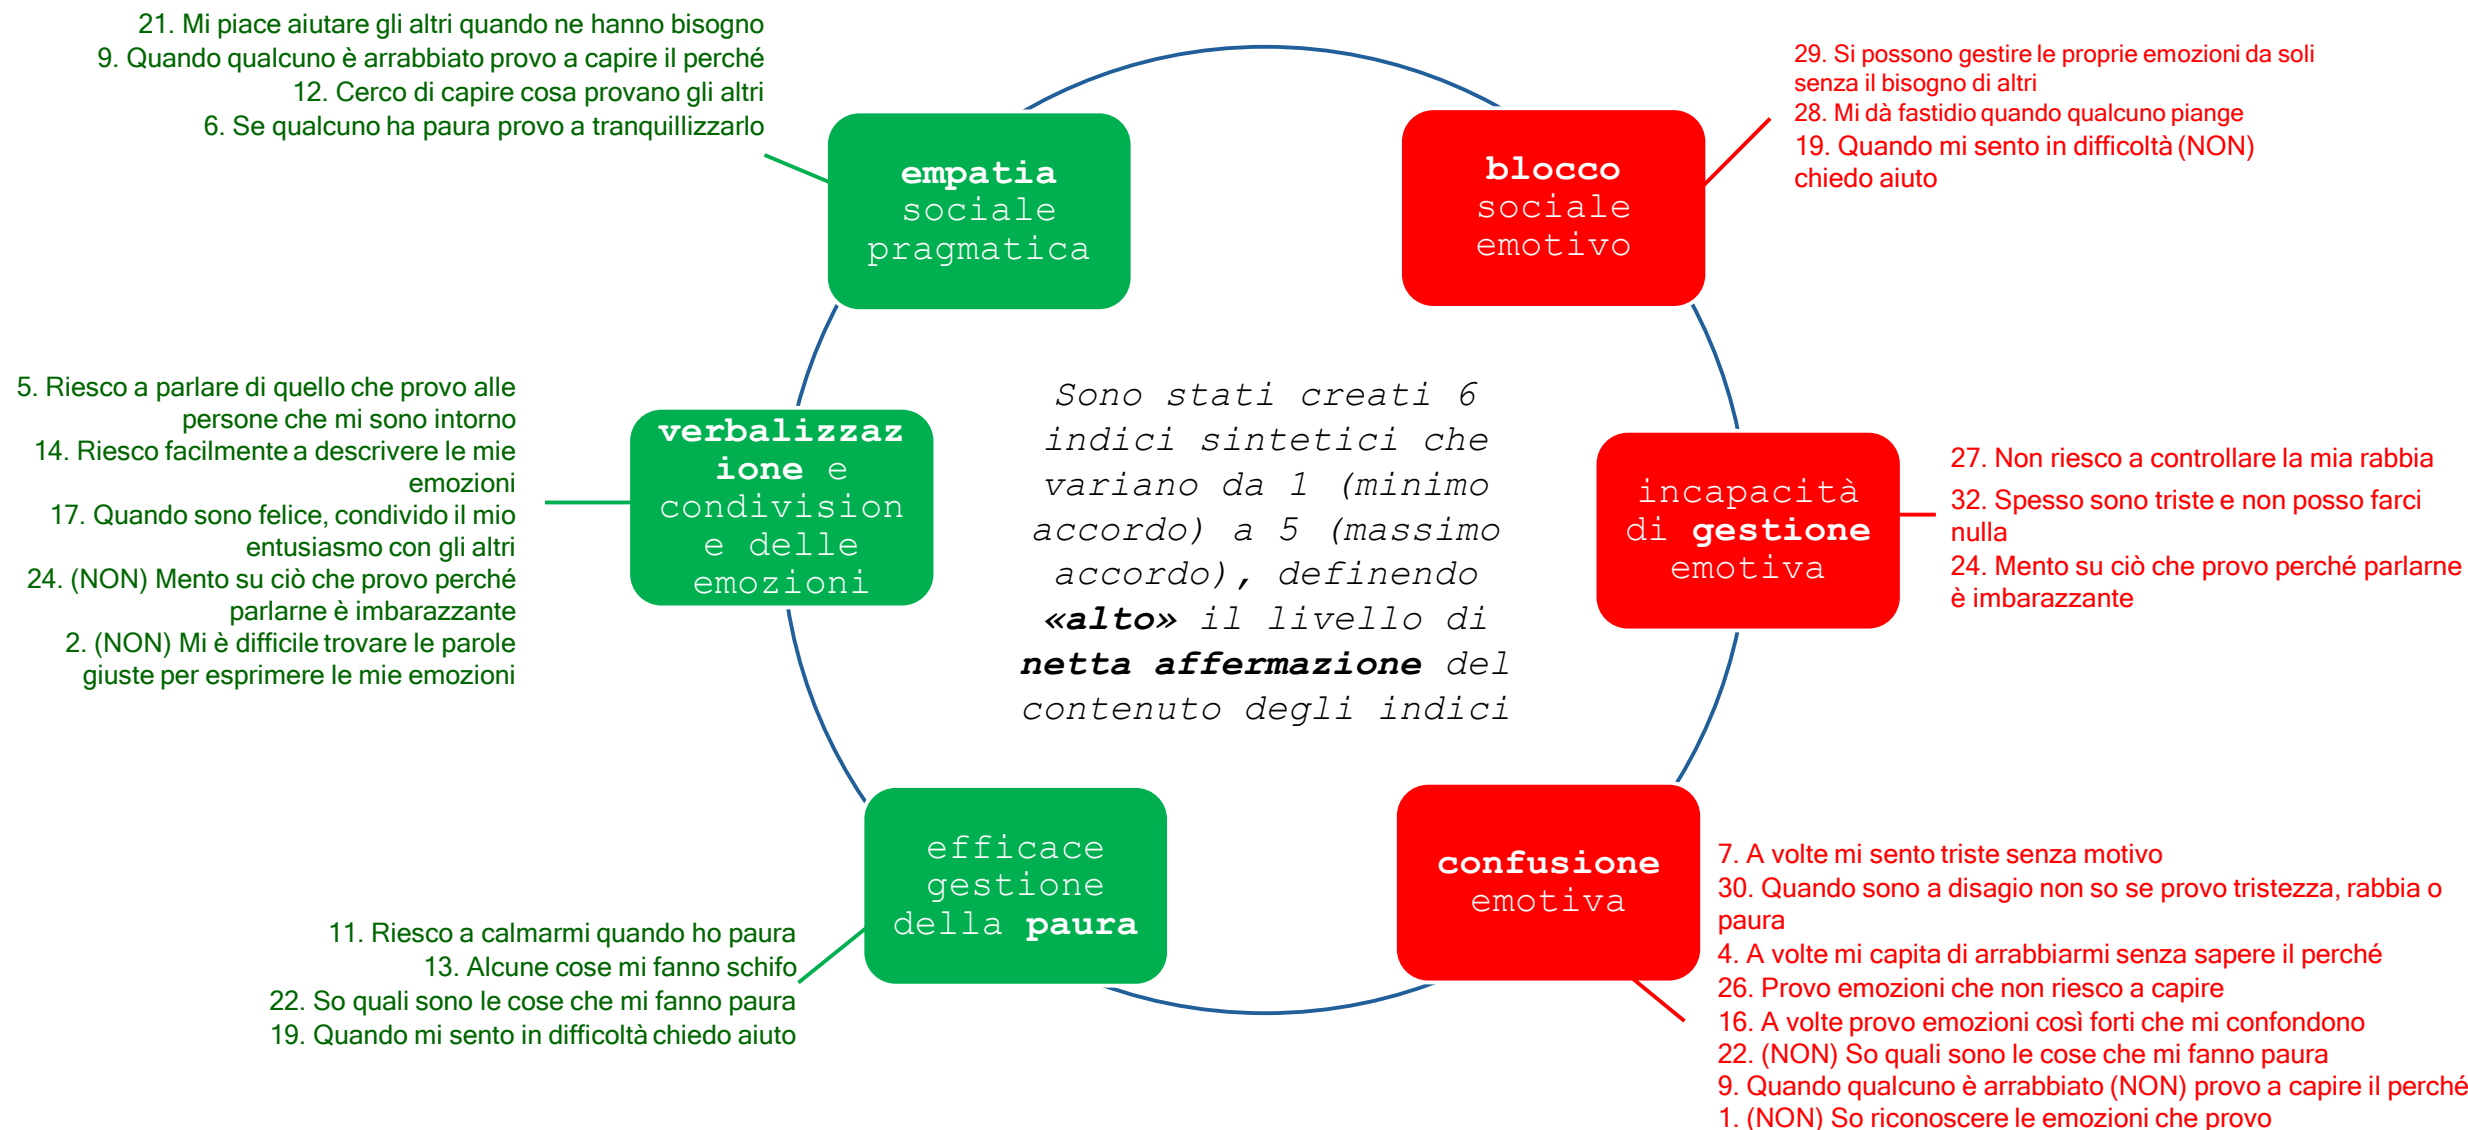 21. Mi piace aiutare gli altri quando ne hanno bisogno
9. Quando qualcuno è arrabbiato provo a capire il perché
12. Cerco di capire cosa provano gli altri
6. Se qualcuno ha paura provo a tranquillizzarlo
empatia
sociale
pragmatica
blocco
sociale
emotivo
29. Si possono gestire le proprie emozioni da soli
senza il bisogno di altri
28. Mi dà fastidio quando qualcuno piange
19. Quando mi sento in difficoltà (NON)
chiedo aiuto
5. Riesco a parlare di quello che provo alle
persone che mi sono intorno
14. Riesco facilmente a descrivere le mie
emozioni
17. Quando sono felice, condivido il mio
entusiasmo con gli altri
24. (NON) Mento su ciò che provo perché
parlarne è imbarazzante
2. (NON) Mi è difficile trovare le parole
giuste per esprimere le mie emozioni
verbalizzaz
ione e
condivision
e delle
emozioni
Sono stati creati 6
indici sintetici che
variano da 1 (minimo
accordo) a 5 (massimo
accordo), definendo
«alto» il livello di
netta affermazione del
contenuto degli indici
incapacità
di gestione
emotiva
27. Non riesco a controllare la mia rabbia
32. Spesso sono triste e non posso farci
nulla
24. Mento su ciò che provo perché parlarne
è imbarazzante
efficace
gestione
della paura
11. Riesco a calmarmi quando ho paura
13. Alcune cose mi fanno schifo
22. So quali sono le cose che mi fanno paura
19. Quando mi sento in difficoltà chiedo aiuto
confusione
emotiva
7. A volte mi sento triste senza motivo
30. Quando sono a disagio non so se provo tristezza, rabbia o
paura
4. A volte mi capita di arrabbiarmi senza sapere il perché
26. Provo emozioni che non riesco a capire
16. A volte provo emozioni così forti che mi confondono
22. (NON) So quali sono le cose che mi fanno paura
9. Quando qualcuno è arrabbiato (NON) provo a capire il perché
1. (NON) So riconoscere le emozioni che provo